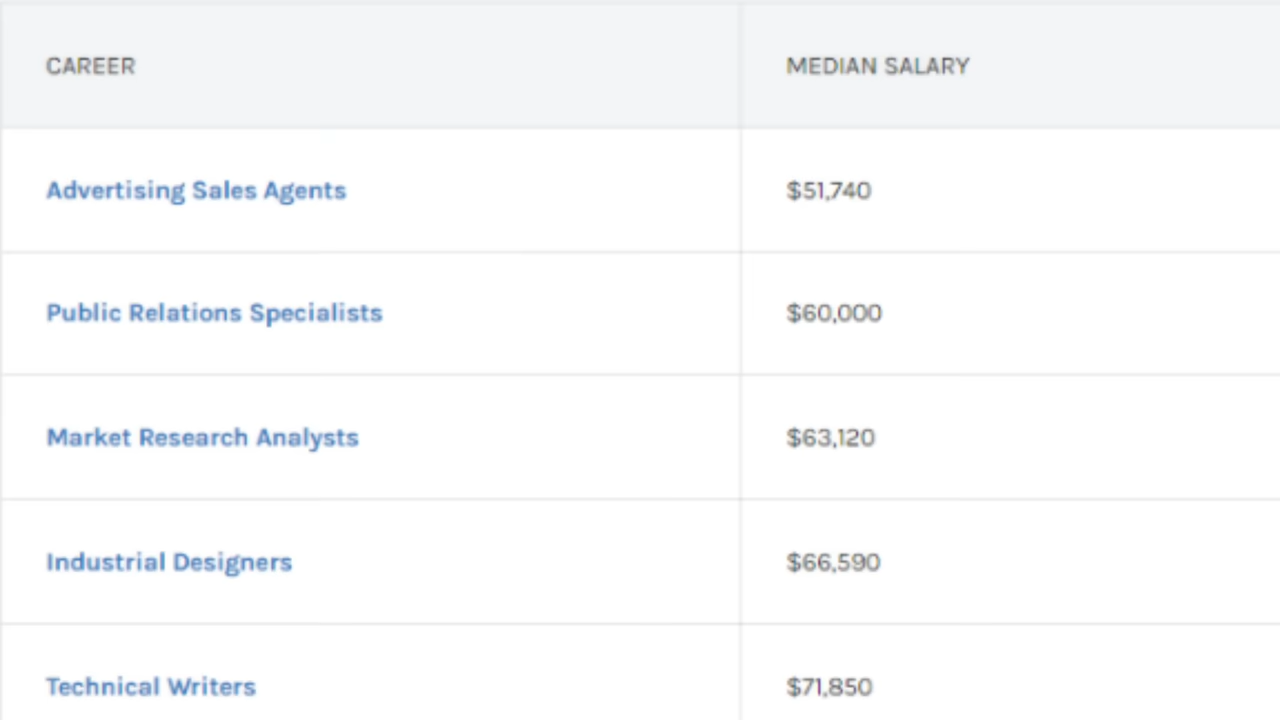 CAREER MEDIAN SALARY
Advertising Sales Agents $51,740
Public Relations Specialists $60,000
Market Research Analysts $63,120
Industrial Designers $66,590
Technical Writers $71,850